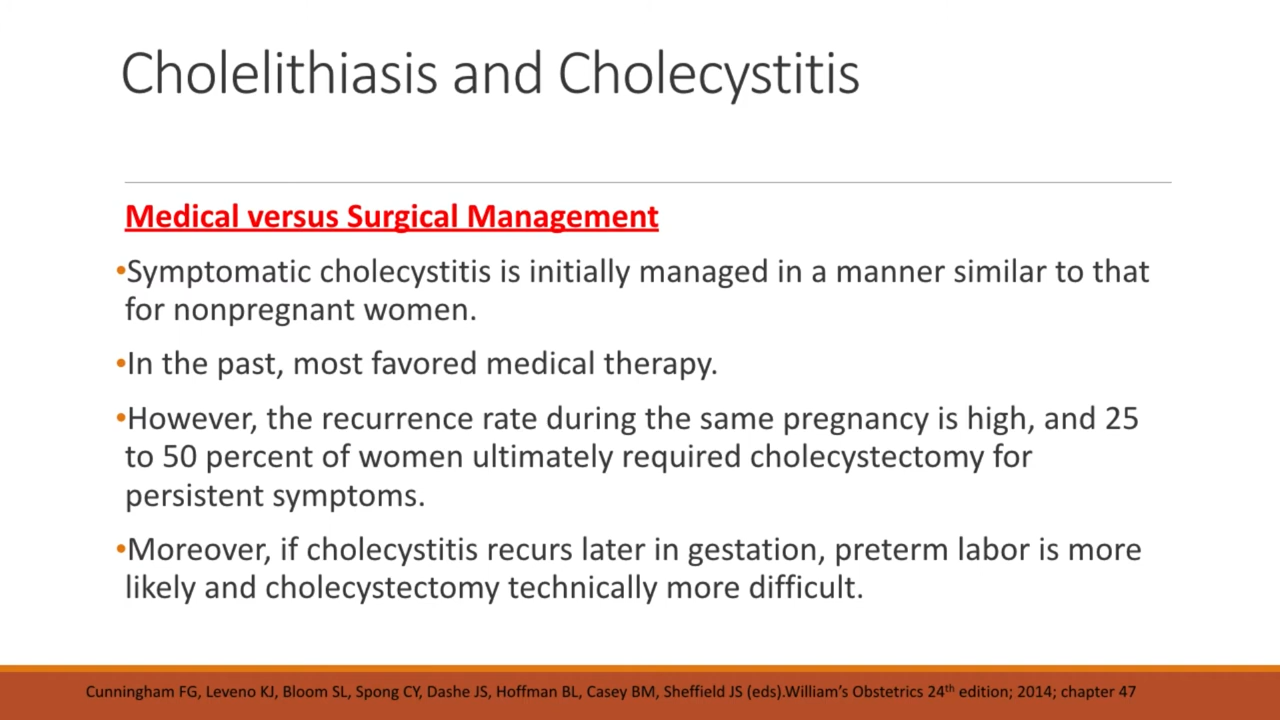 Cholelithiasis and Cholecystitis
Medical versus Surgical Management
•Symptomatic cholecystitis is initially managed in a manner similar to that
for nonpregnant women.
•In the past, most favored medical therapy.
•However, the recurrence rate during the same pregnancy is high, and 25
to 50 percent of women ultimately required cholecystectomy for
persistent symptoms.
•Moreover, if cholecystitis recurs later in gestation, preterm labor is more
likely and cholecystectomy technically more difficult.
Cunningham FG, Leveno KJ, Bloom SL, Spong CY, Dashe JS, Hoffman BL, Casey BM, Sheffield JS (eds).William’s Obstetrics 24th edition; 2014; chapter 47